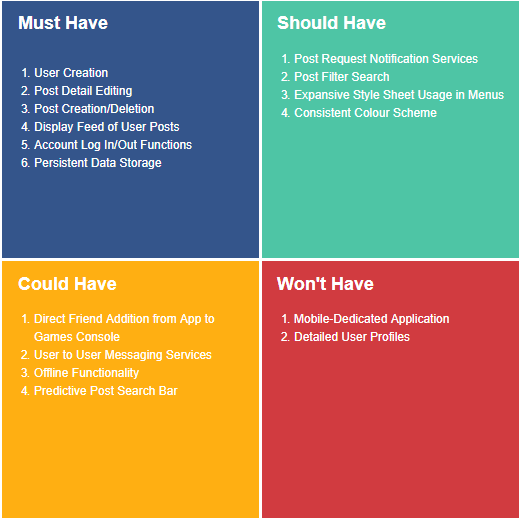 Must Have
1. User Creation
2. Post Detail Editing
3. Post Creation/Deletion
4. Display Feed of User Posts
5. Account Log In/Out Functions
6. Persistent Data Storage
Should Have
1. Post Request Notification Services
2. Post Filter Search
3. Expansive Style Sheet Usage in Menus
4. Consistent Colour Scheme
Could Have
1. Direct Friend Addition from App to
Games Console
2. User to User Messaging Services
3. Offline Functionality
4. Predictive Post Search Bar
Won't Have
1. Mobile-Dedicated Application
2. Detailed User Profiles